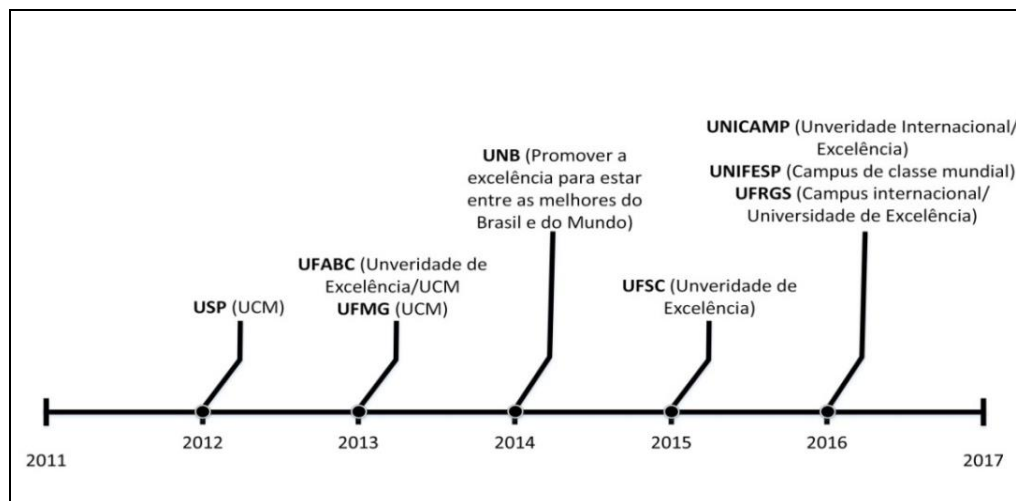 USP (UCM)
UFABC (Unveridade de
Excelência/UCM
UFMG (UCM)
UNB (Promover a
excelência para estar
entre as melhores do
Brasil e do Mundo)
UFSC (Unveridade de
Excelência)
UNICAMP (Unveridade Internacional/
Excelência)
UNIFESP (Campus de classe mundial)
UFRGS (Campus internacional/
Universidade de Excelência)
2011
2012
2013
2014
2015
2016
2017